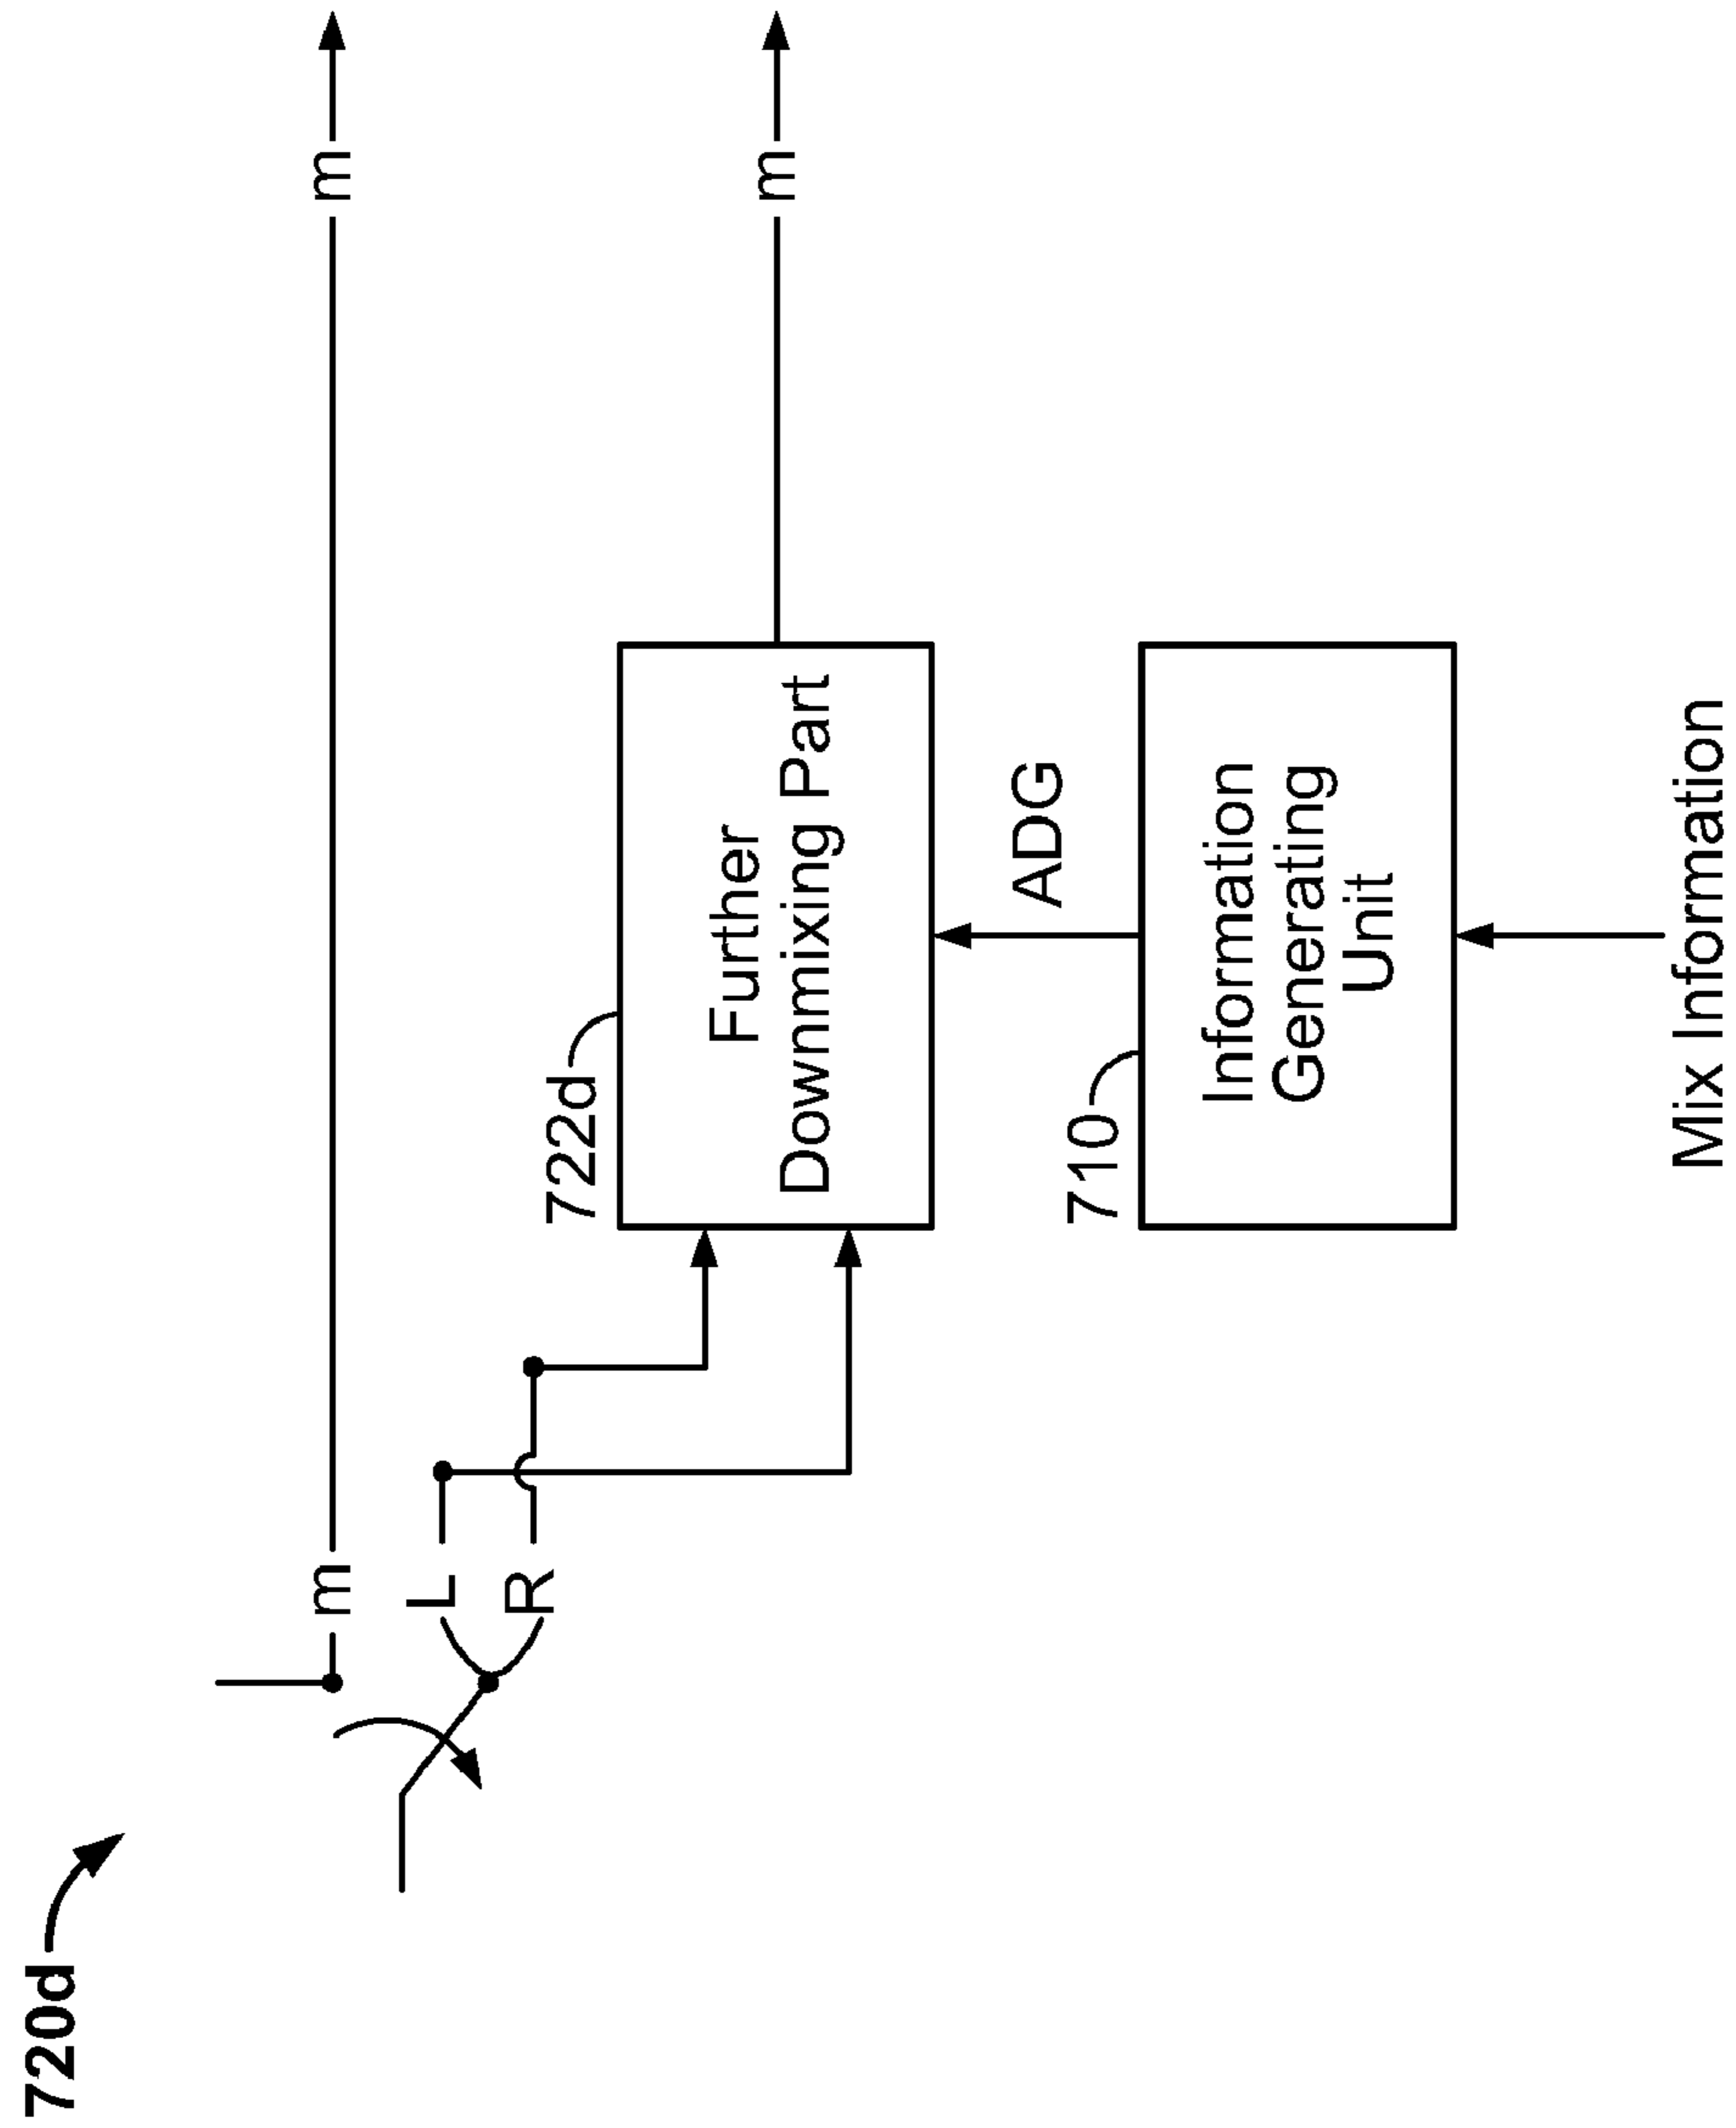 720d
m
m
L
R
722d
Further
Downmixing Part
m
ADG
710
Information
Generating
Unit
Mix Information